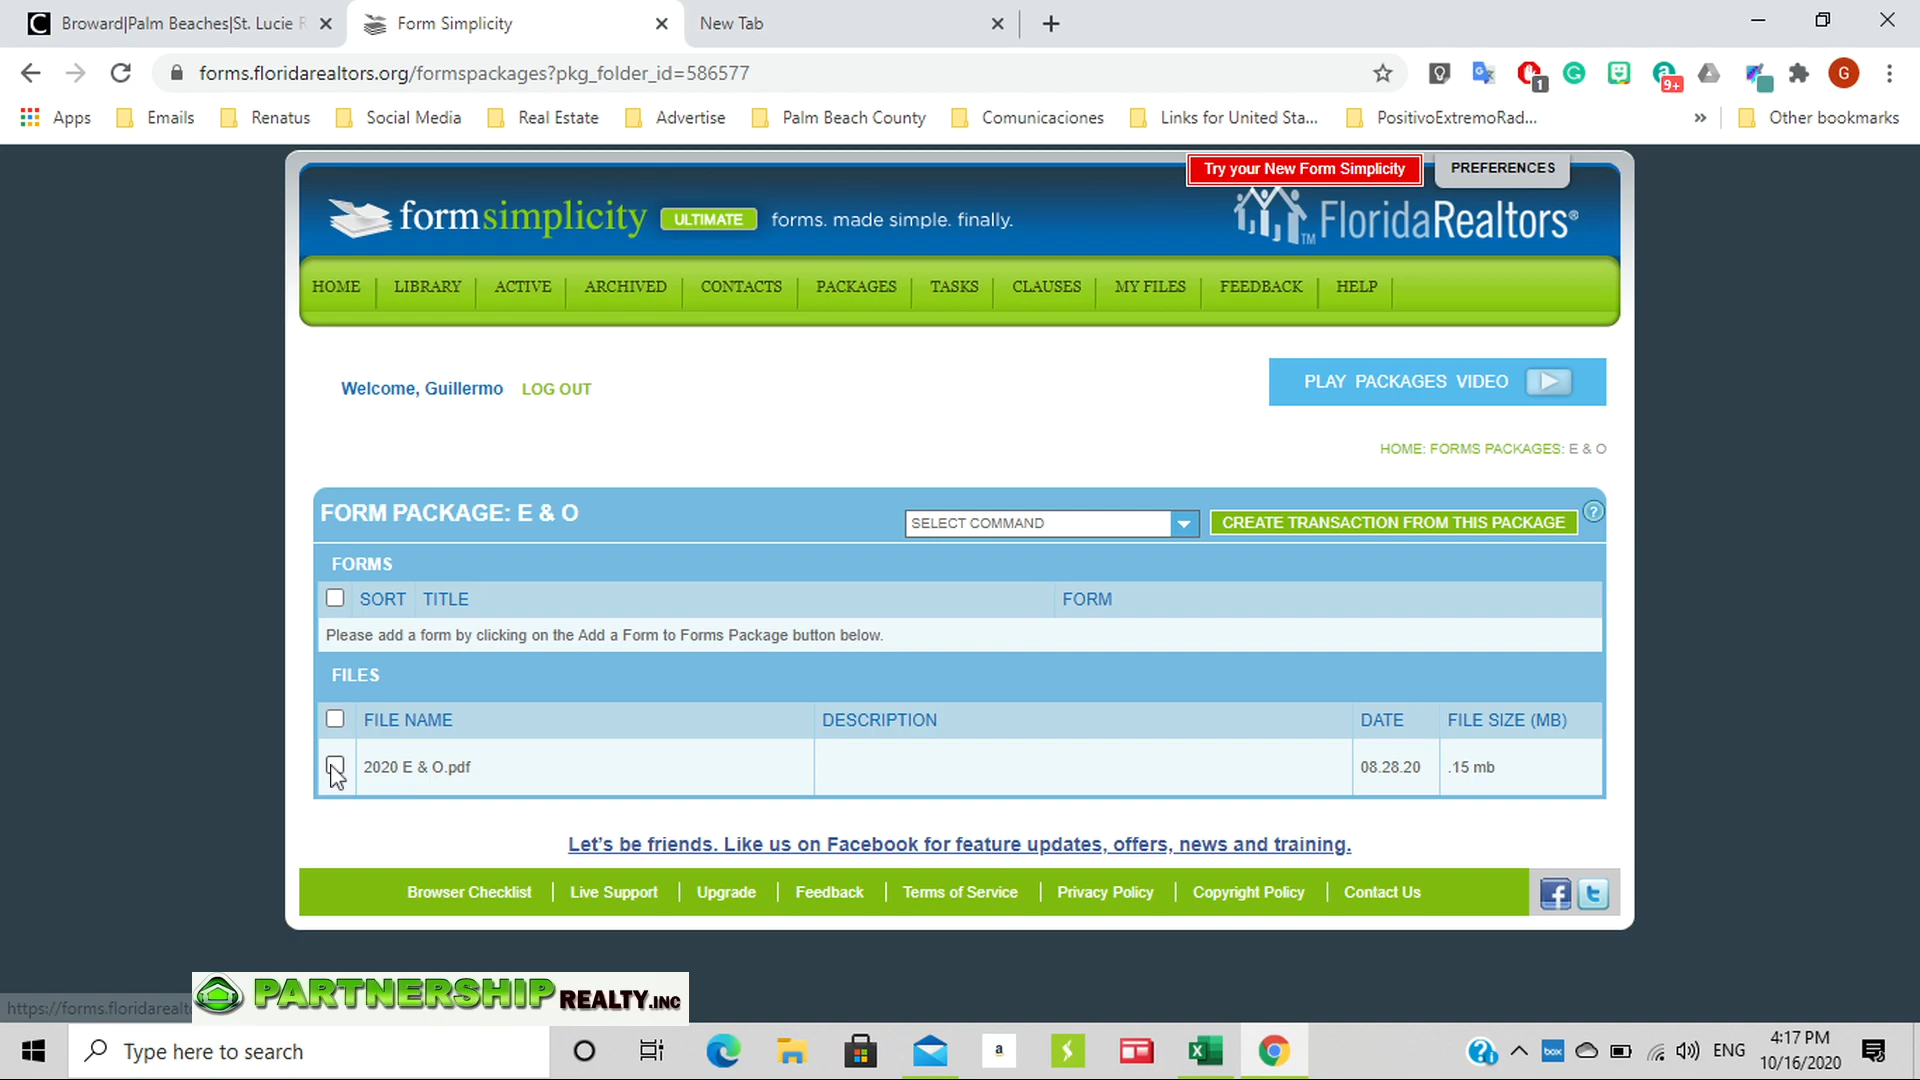 Broward|Palm Beaches|St. Lucie R
Form Simplicity
New Tab
forms.floridarealtors.org/formspackages?pkg_folder_id=586577
1
9+
G
Apps
Emails
Renatus
Social Media
Real Estate
Advertise
Palm Beach County
Comunicaciones
Links for United Sta...
PositivoExtremoRad...
»
Other bookmarks
Try your New Form Simplicity
PREFERENCES
formsimplicity ULTIMATE forms. made simple. finally.
FloridaRealtors®
TM
HOME
LIBRARY
ACTIVE
ARCHIVED
CONTACTS
PACKAGES
TASKS
CLAUSES
MY FILES
FEEDBACK
HELP
Welcome, Guillermo LOG OUT
PLAY PACKAGES VIDEO
HOME: FORMS PACKAGES: E & O
FORM PACKAGE: E & O
SELECT COMMAND
CREATE TRANSACTION FROM THIS PACKAGE
?
FORMS
SORT TITLE FORM
Please add a form by clicking on the Add a Form to Forms Package button below.
FILES
FILE NAME DESCRIPTION DATE FILE SIZE (MB)
2020 E & O.pdf 08.28.20 .15 mb
Let's be friends. Like us on Facebook for feature updates, offers, news and training.
Browser Checklist
Live Support
Upgrade
Feedback
Terms of Service
Privacy Policy
Copyright Policy
Contact Us
PARTNERSHIP REALTY.INC
https://forms.floridarealt
Type here to search
a
box
ENG
4:17 PM
10/16/2020